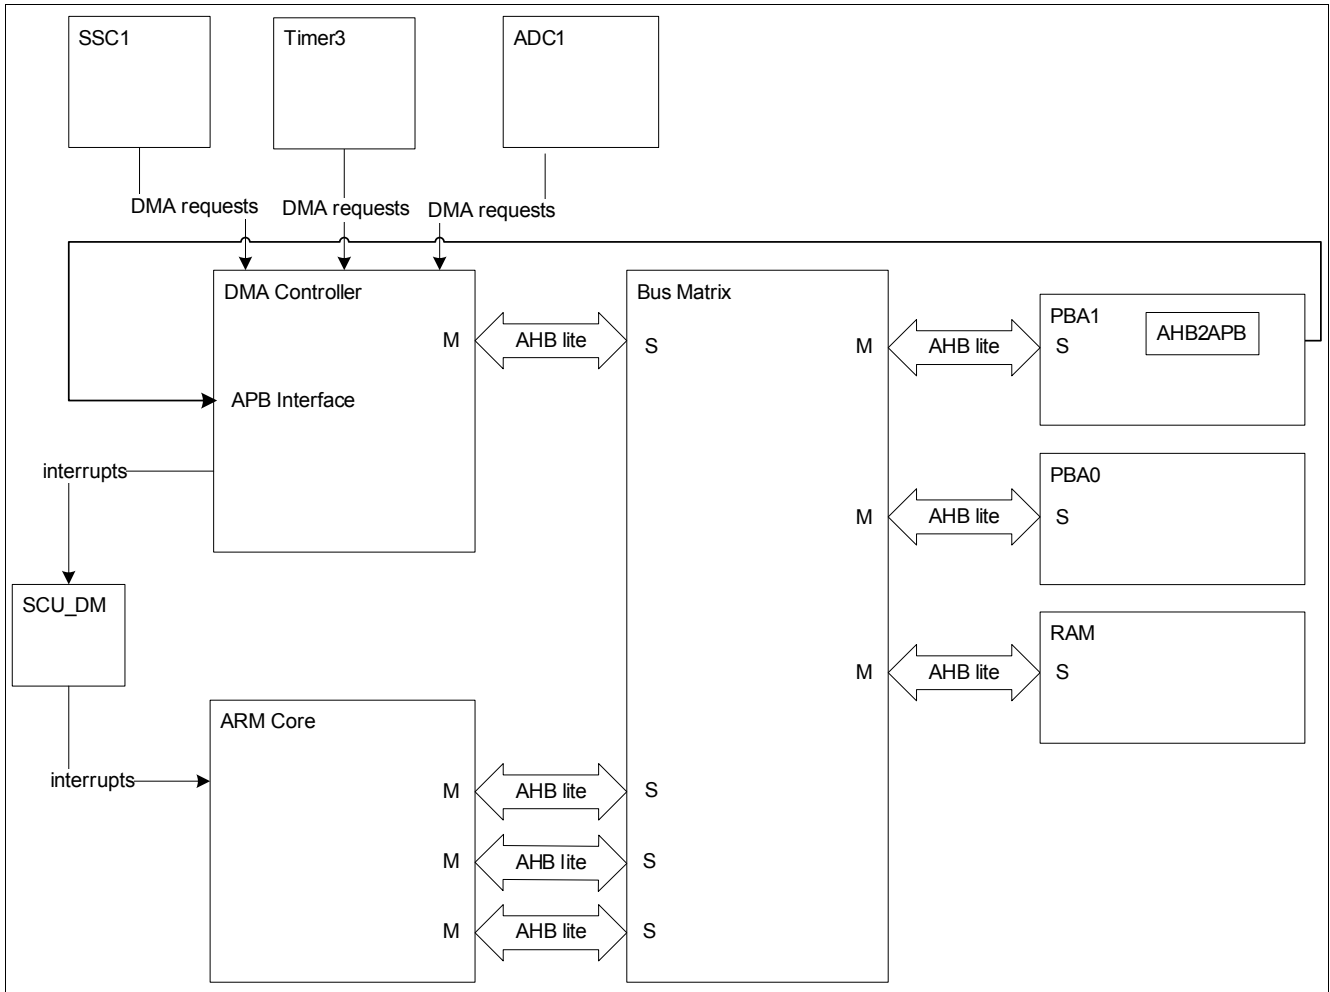 SSC1
Timer3
ADC1
DMA requests
DMA requests
DMA requests
DMA Controller
Bus Matrix
PBA1
AHB2APB
M
AHB lite
S
M
AHB lite
S
APB Interface
interrupts
PBA0
M
AHB lite
S
SCU_DM
RAM
M
AHB lite
S
ARM Core
interrupts
M
AHB lite
S
M
AHB lite
S
M
AHB lite
S